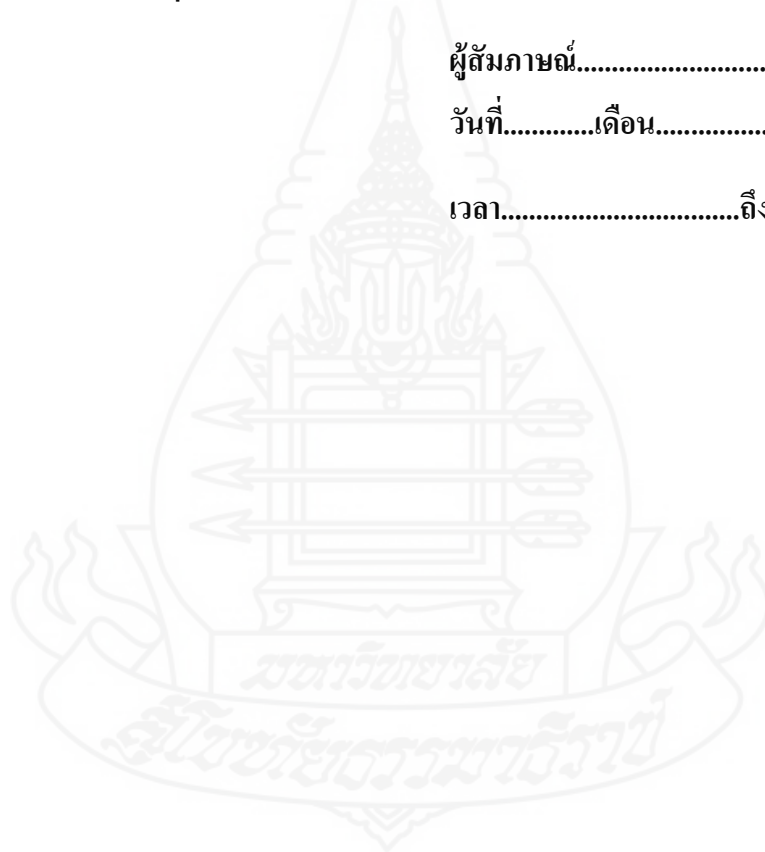 ผู้สัมภาษณ์...........................
วันที่.............เดือน................
เวลา..................................ถึง
มหาวิทยาลัย
สุโขทัยธรรมาธิราช